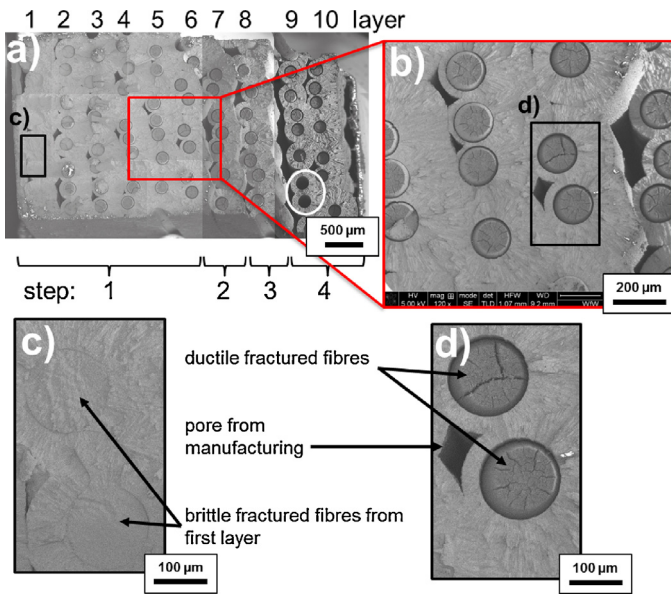 1 2 3 4 5 6 7 8 9 10 layer
a)
b)
c)
d)
500 µm
step: 1 2 3 4
HV mag mode det HFW WD
5.00 kV 120 x SE TLD 1.07 mm 9.2 mm WfW
200 µm
c)
d)
ductile fractured fibres
pore from
manufacturing
brittle fractured fibres from
first layer
100 µm
100 µm